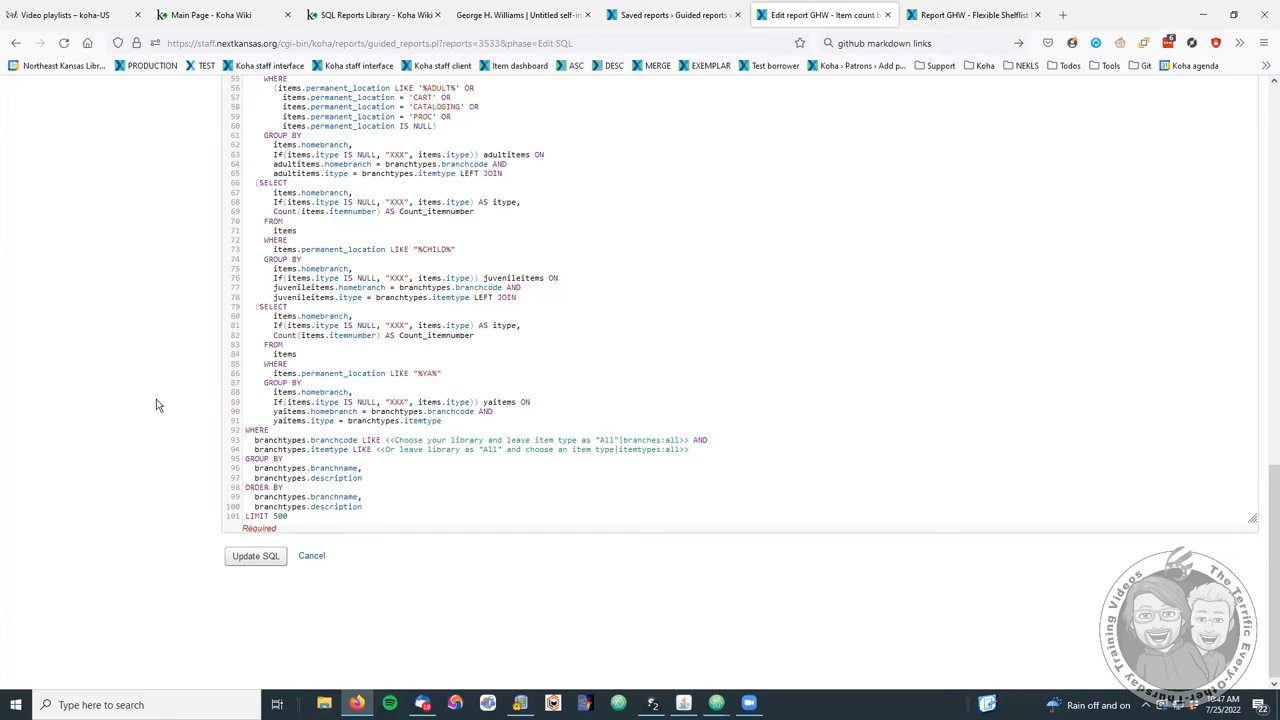 Video playlists – koha-US
Main Page - Koha Wiki
SQL Reports Library - Koha Wiki
George H. Williams | Untitled self-in
Saved reports › Guided reports w
Edit report GHW - Item count b
Report GHW - Flexible Shelflist
https://staff.nextkansas.org/cgi-bin/koha/reports/guided_reports.pl?reports=3533&phase=Edit SQL
github markdown links
6
Northeast Kansas Libr...
PRODUCTION
TEST
Koha staff interface
Koha staff interface
Koha staff client
Item dashboard
ASC
DESC
MERGE
EXEMPLAR
Test borrower
Koha › Patrons › Add p...
Support
Koha
NEKLS
Todos
Tools
Git
Koha agenda
55 WHERE
56 (items.permanent_location LIKE '%ADULT%' OR
57 items.permanent_location = 'CART' OR
58 items.permanent_location = 'CATALOGING' OR
59 items.permanent_location = 'PROC' OR
60 items.permanent_location IS NULL)
61 GROUP BY
62 items.homebranch,
63 If(items.itype IS NULL, "XXX", items.itype)) adultitems ON
64 adultitems.homebranch = branchtypes.branchcode AND
65 adultitems.itype = branchtypes.itemtype LEFT JOIN
66 (SELECT
67 items.homebranch,
68 If(items.itype IS NULL, "XXX", items.itype) AS itype,
69 Count(items.itemnumber) AS Count_itemnumber
70 FROM
71 items
72 WHERE
73 items.permanent_location LIKE "%CHILD%"
74 GROUP BY
75 items.homebranch,
76 If(items.itype IS NULL, "XXX", items.itype)) juvenileitems ON
77 juvenileitems.homebranch = branchtypes.branchcode AND
78 juvenileitems.itype = branchtypes.itemtype LEFT JOIN
79 (SELECT
80 items.homebranch,
81 If(items.itype IS NULL, "XXX", items.itype) AS itype,
82 Count(items.itemnumber) AS Count_itemnumber
83 FROM
84 items
85 WHERE
86 items.permanent_location LIKE "%YA%"
87 GROUP BY
88 items.homebranch,
89 If(items.itype IS NULL, "XXX", items.itype)) yaitems ON
90 yaitems.homebranch = branchtypes.branchcode AND
91 yaitems.itype = branchtypes.itemtype
92 WHERE
93 branchtypes.branchcode LIKE <<Choose your library and leave item type as "All"|branches:all>> AND
94 branchtypes.itemtype LIKE <<Or leave library as "All" and choose an item type|itemtypes:all>>
95 GROUP BY
96 branchtypes.branchname,
97 branchtypes.description
98 ORDER BY
99 branchtypes.branchname,
100 branchtypes.description
101 LIMIT 500
Required
Update SQL
Cancel
The Terrific Every-Other-Thursday Training Videos
Type here to search
Rain off and on
10:47 AM
7/25/2022
22